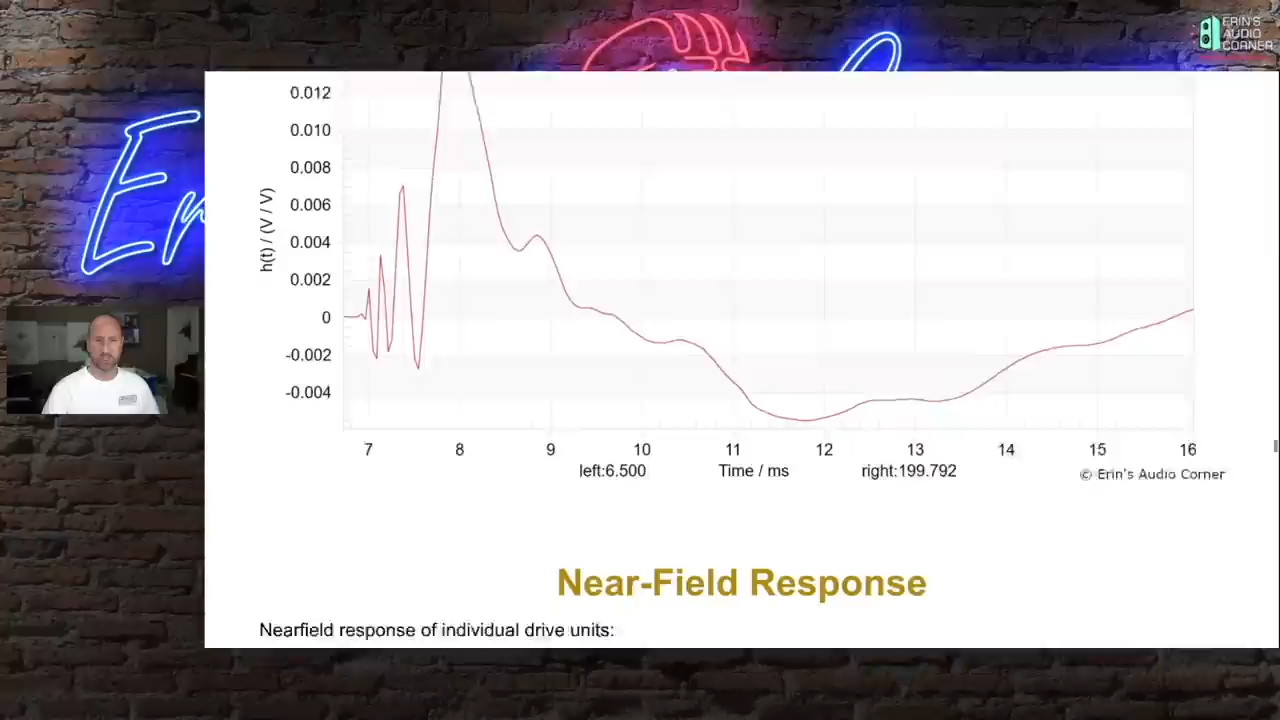 ERIN'S
AUDIO
CORNER
Er
0.012
0.010
0.008
0.006
0.004
0.002
0
-0.002
-0.004
h(t) / (V / V)
7 8 9 10 11 12 13 14 15 16
left:6.500 Time / ms right:199.792
© Erin's Audio Corner
Near-Field Response
Nearfield response of individual drive units: